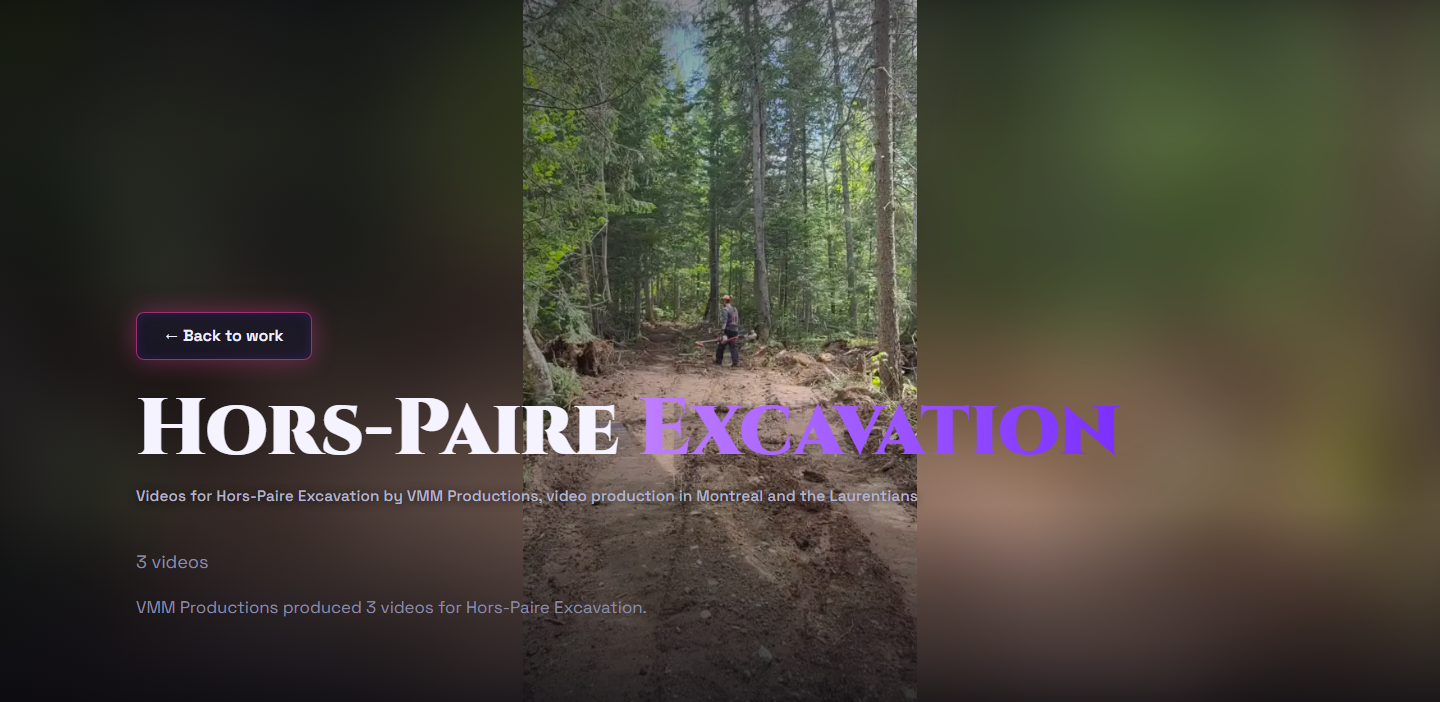 ← Back to work
Hors-Paire Excavation
Videos for Hors-Paire Excavation by VMM Productions, video production in Montreal and the Laurentians
3 videos
VMM Productions produced 3 videos for Hors-Paire Excavation.